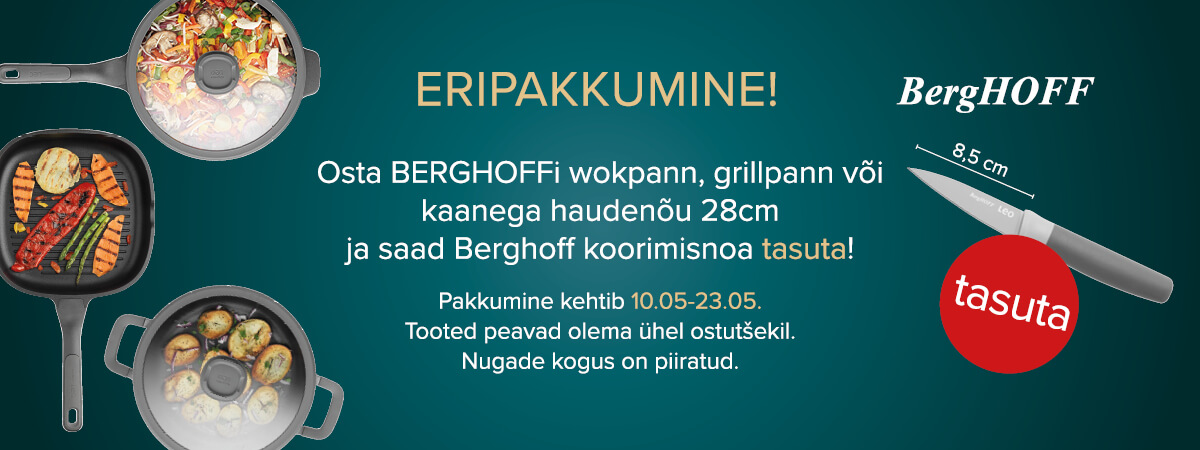 ERIPAKKUMINE!
BergHOFF
Osta BERGHOFFi wokpann, grillpann või
kaanega haudenõu 28cm
ja saad Berghoff koorimisnoa tasuta!
Pakkumine kehtib 10.05-23.05.
Tooted peavad olema ühel ostutšekil.
Nugade kogus on piiratud.
8,5 cm
BergHOFF LEO
tasuta